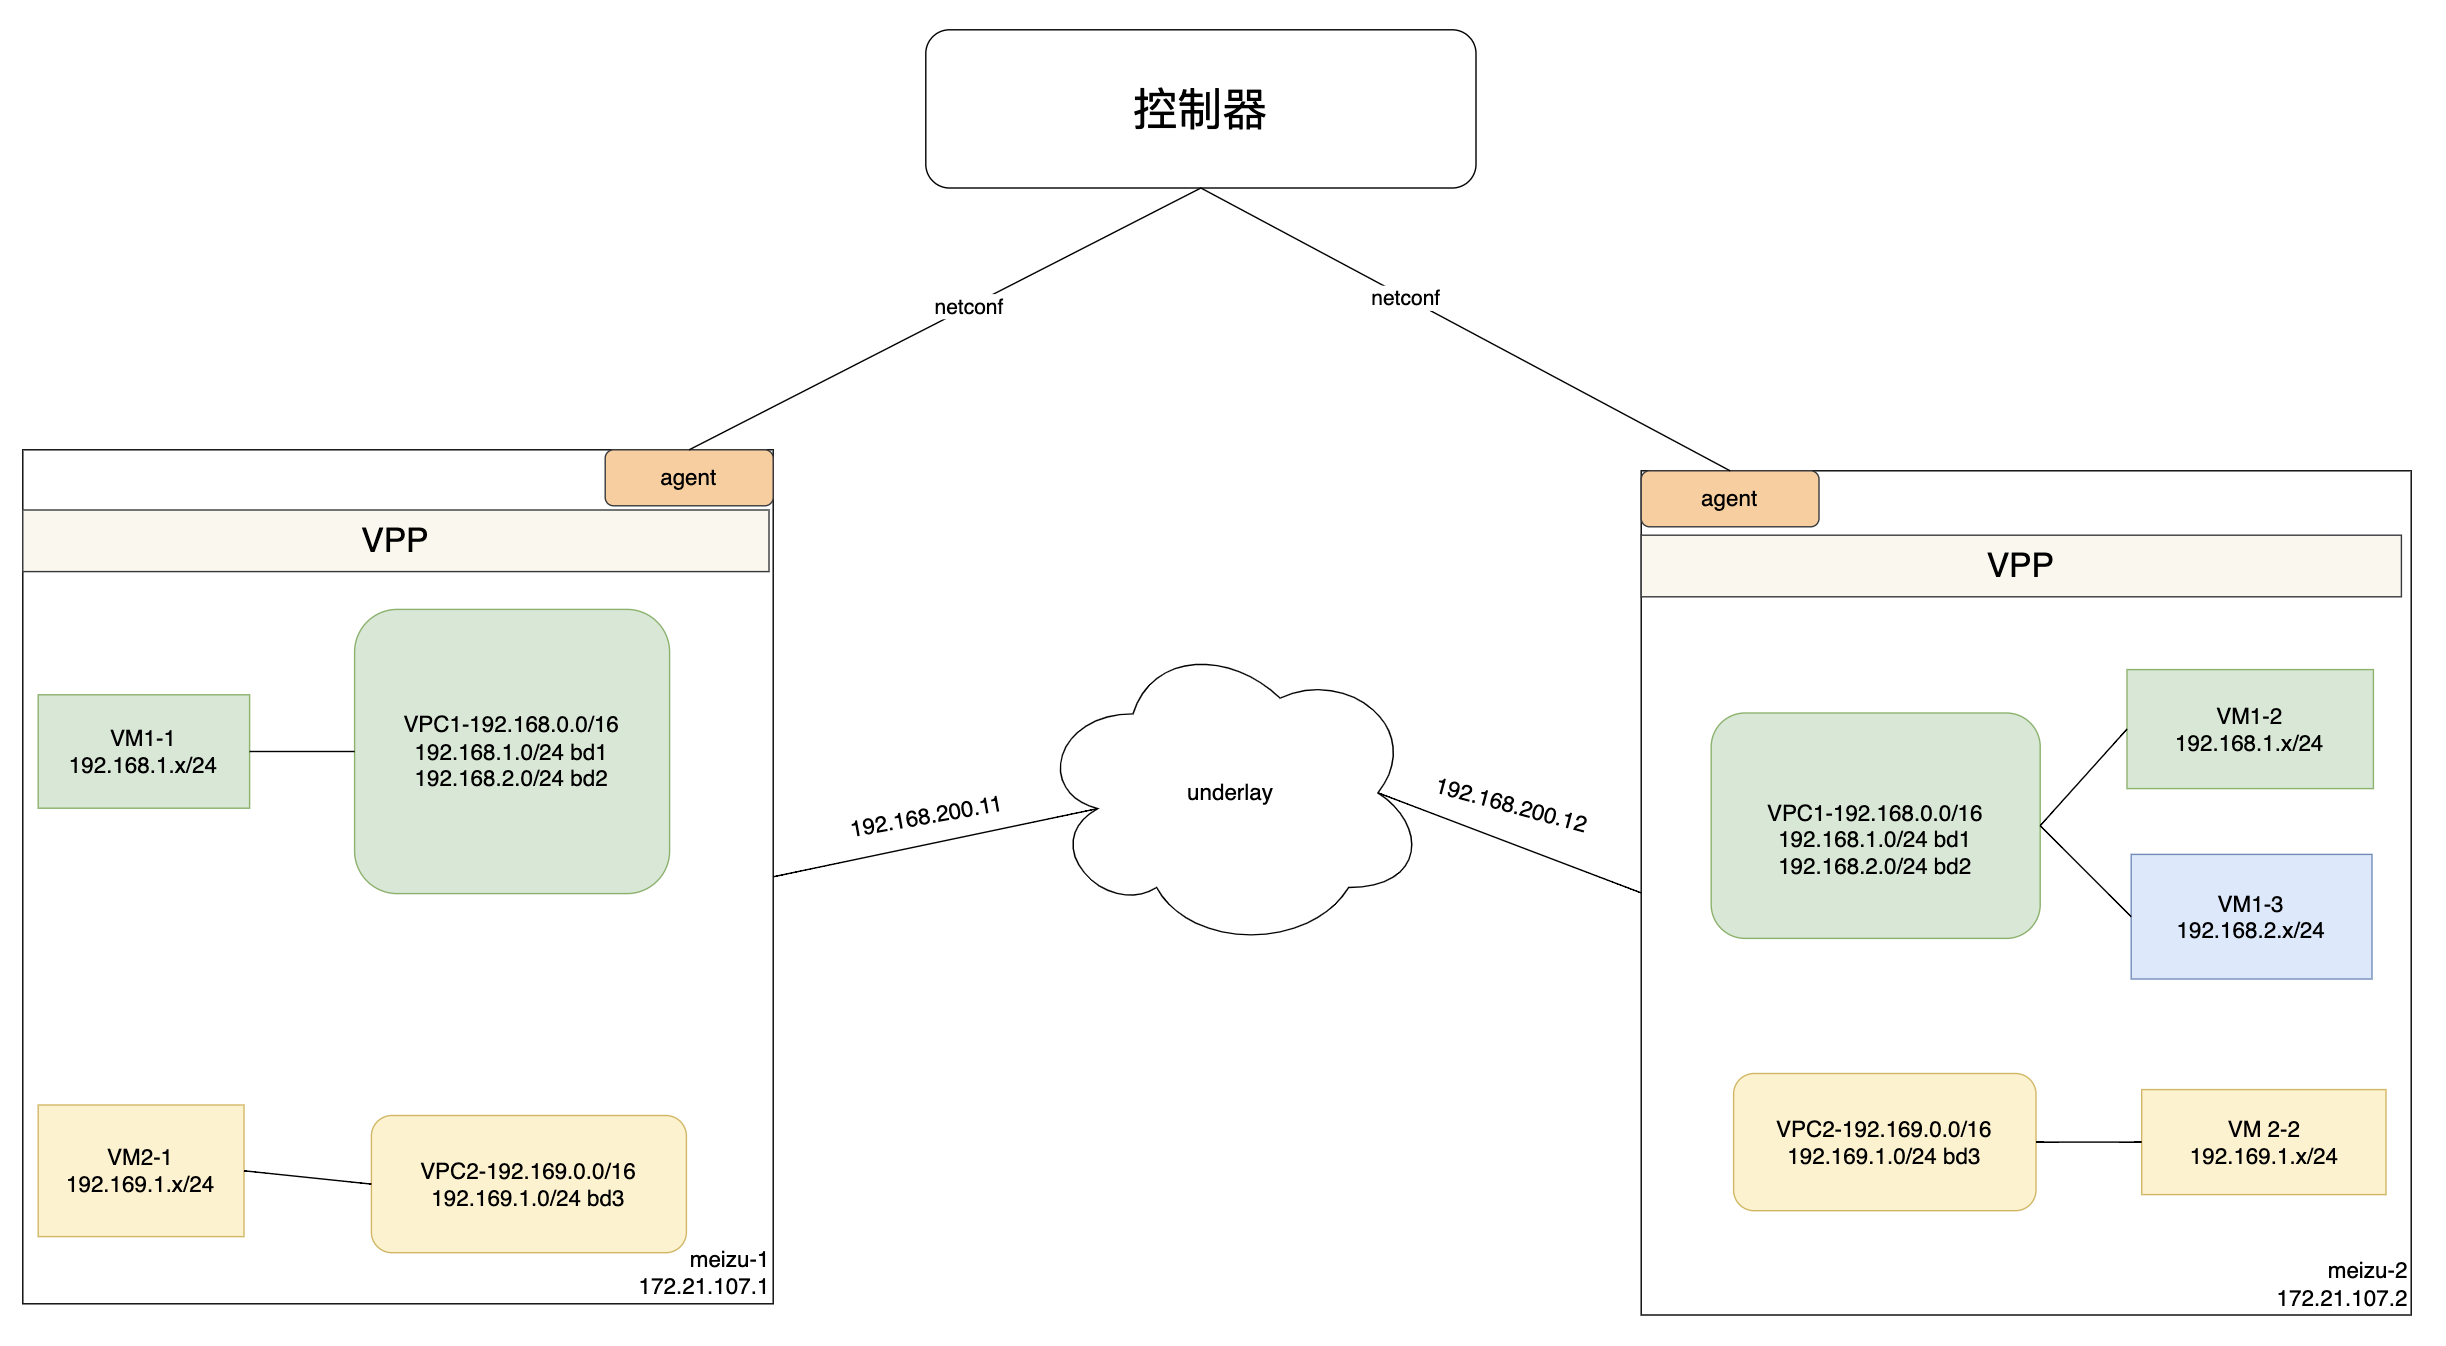 控制器
netconf
netconf
agent
VPP
VM1-1
192.168.1.x/24
VPC1-192.168.0.0/16
192.168.1.0/24 bd1
192.168.2.0/24 bd2
VM2-1
192.169.1.x/24
VPC2-192.169.0.0/16
192.169.1.0/24 bd3
meizu-1
172.21.107.1
192.168.200.11
underlay
192.168.200.12
agent
VPP
VPC1-192.168.0.0/16
192.168.1.0/24 bd1
192.168.2.0/24 bd2
VM1-2
192.168.1.x/24
VM1-3
192.168.2.x/24
VPC2-192.169.0.0/16
192.169.1.0/24 bd3
VM 2-2
192.169.1.x/24
meizu-2
172.21.107.2